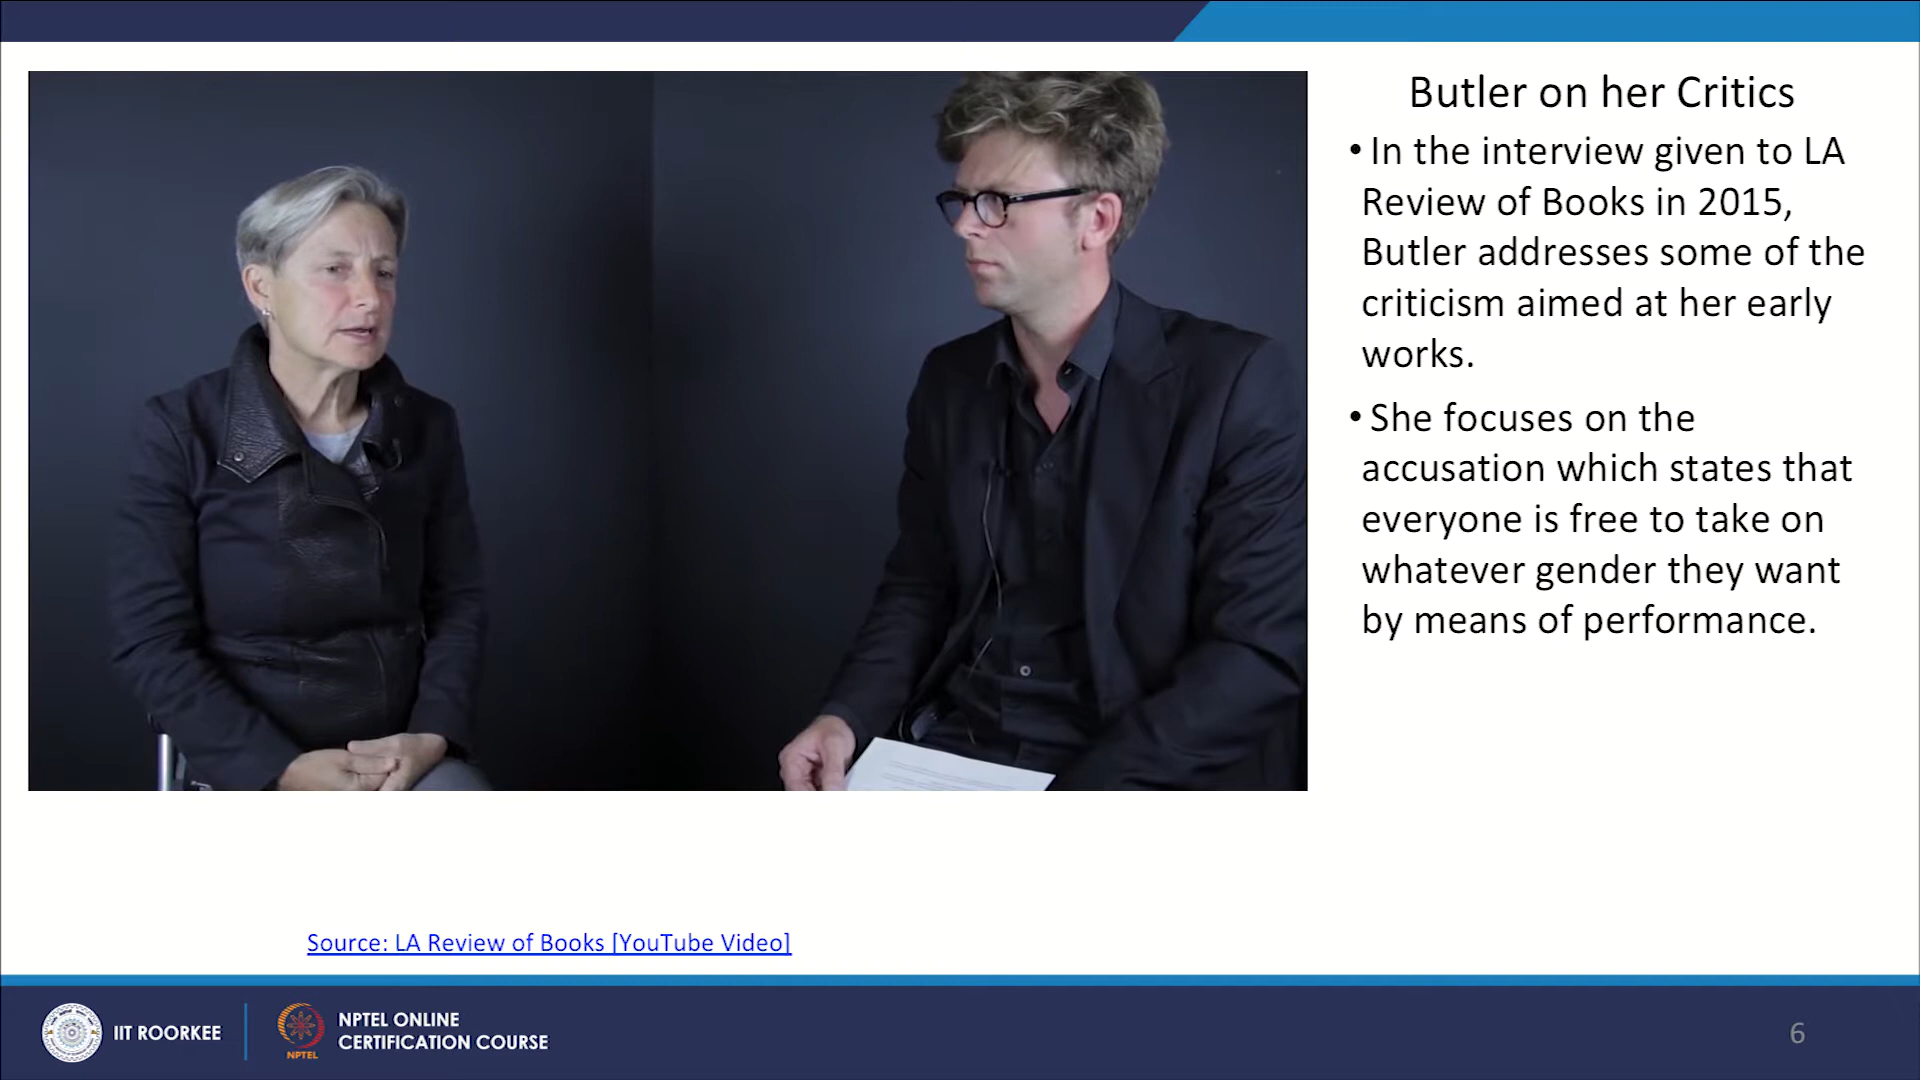 Butler on her Critics
• In the interview given to LA
Review of Books in 2015,
Butler addresses some of the
criticism aimed at her early
works.
• She focuses on the
accusation which states that
everyone is free to take on
whatever gender they want
by means of performance.
Source: LA Review of Books [YouTube Video]
IIT ROORKEE
NPTEL
NPTEL ONLINE
CERTIFICATION COURSE
6